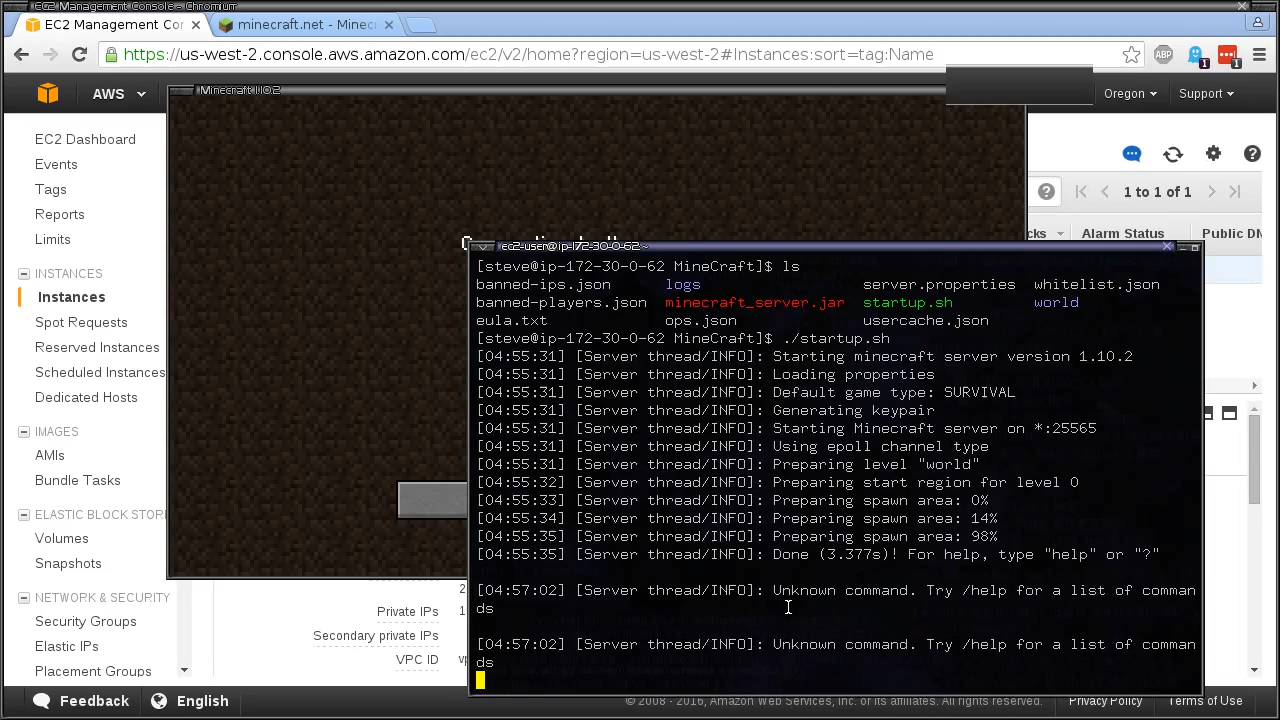 EC2 Management Console - Chromium
EC2 Management Co
minecraft.net - Minec
https://us-west-2.console.aws.amazon.com/ec2/v2/home?region=us-west-2#Instances:sort=tag:Name
ABP
1
1
AWS
Oregon
Support
Minecraft 1.10.2
EC2 Dashboard
Events
Tags
Reports
Limits
INSTANCES
Instances
Spot Requests
Reserved Instances
Scheduled Instances
Dedicated Hosts
IMAGES
AMIs
Bundle Tasks
ELASTIC BLOCK STOR
Volumes
Snapshots
NETWORK & SECURITY
Security Groups
Elastic IPs
Placement Groups
1 to 1 of 1
cks
Alarm Status
Public DN
ec2-user@ip-172-30-0-62:~
[steve@ip-172-30-0-62 MineCraft]$ ls
banned-ips.json logs server.properties whitelist.json
banned-players.json minecraft_server.jar startup.sh world
eula.txt ops.json usercache.json
[steve@ip-172-30-0-62 MineCraft]$ ./startup.sh
[04:55:31] [Server thread/INFO]: Starting minecraft server version 1.10.2
[04:55:31] [Server thread/INFO]: Loading properties
[04:55:31] [Server thread/INFO]: Default game type: SURVIVAL
[04:55:31] [Server thread/INFO]: Generating keypair
[04:55:31] [Server thread/INFO]: Starting Minecraft server on *:25565
[04:55:31] [Server thread/INFO]: Using epoll channel type
[04:55:31] [Server thread/INFO]: Preparing level "world"
[04:55:32] [Server thread/INFO]: Preparing start region for level 0
[04:55:33] [Server thread/INFO]: Preparing spawn area: 0%
[04:55:34] [Server thread/INFO]: Preparing spawn area: 14%
[04:55:35] [Server thread/INFO]: Preparing spawn area: 98%
[04:55:35] [Server thread/INFO]: Done (3.377s)! For help, type "help" or "?"
[04:57:02] [Server thread/INFO]: Unknown command. Try /help for a list of comman
ds
[04:57:02] [Server thread/INFO]: Unknown command. Try /help for a list of comman
ds
2
Private IPs 1
Secondary private IPs
VPC ID vp
Feedback
English
© 2008 - 2016, Amazon Web Services, Inc. or its affiliates. All rights reserved.
Privacy Policy
Terms of Use